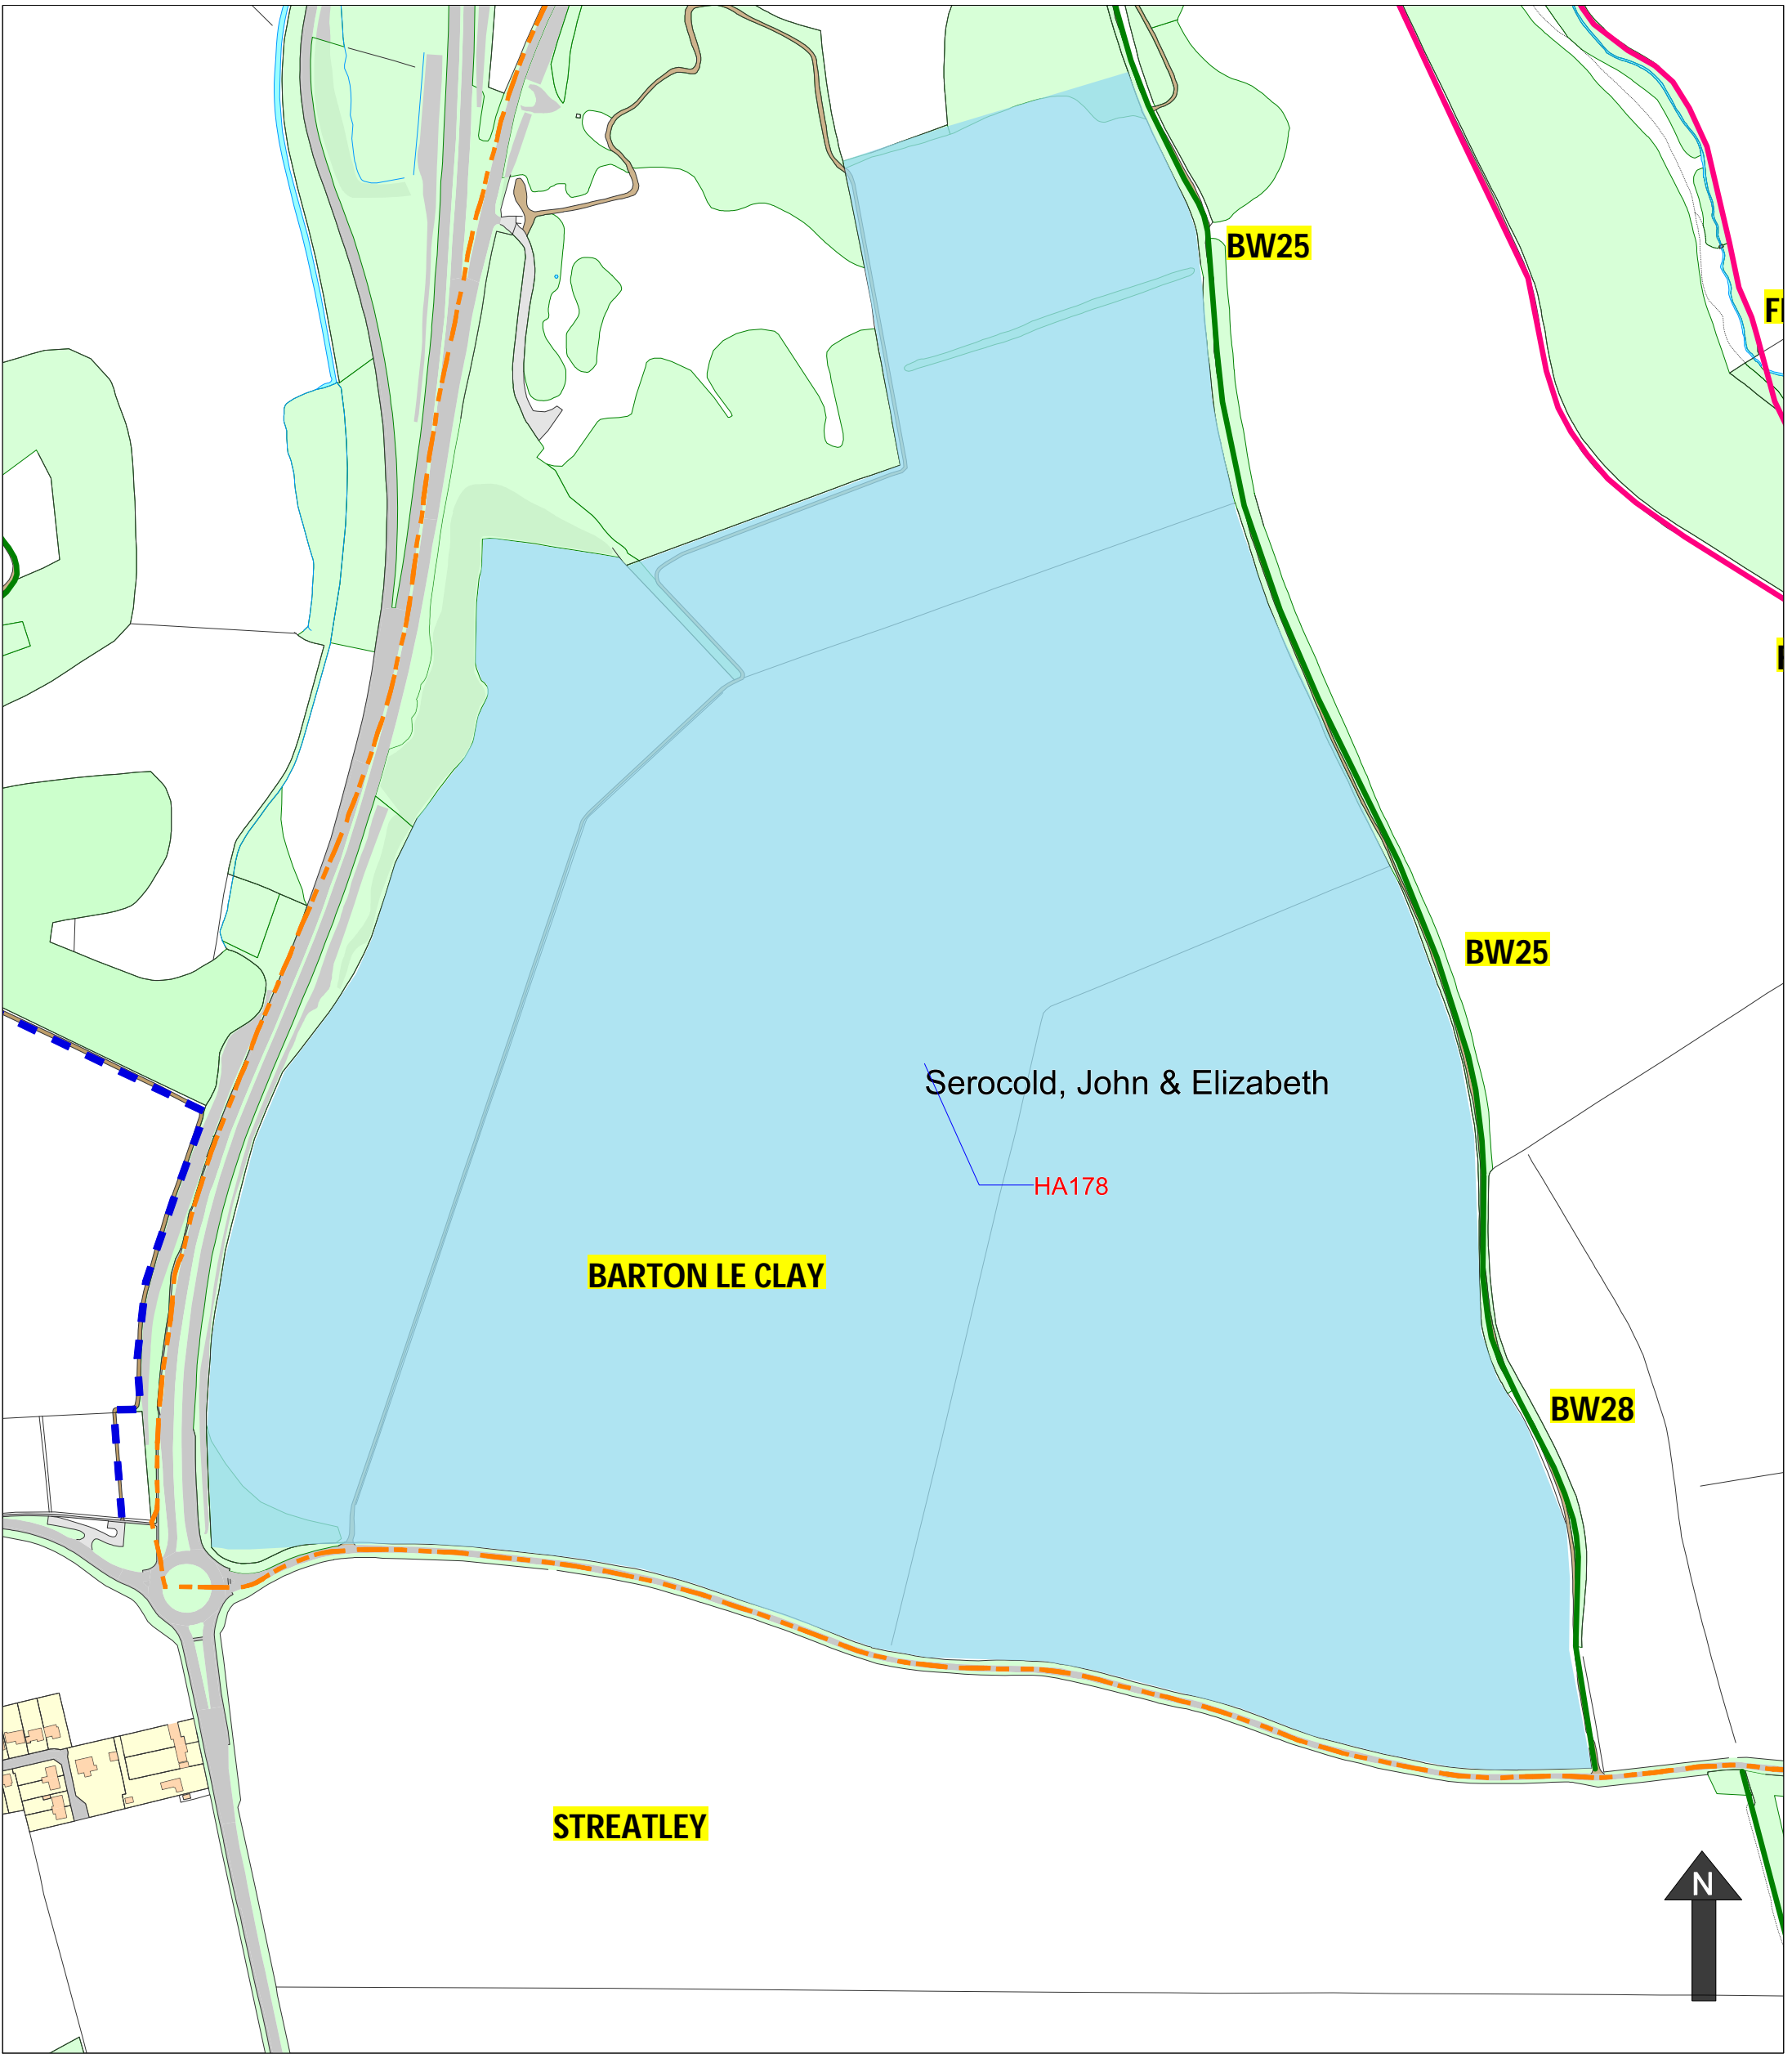 BW25
BW25
Serocold, John & Elizabeth
HA178
BARTON LE CLAY
BW28
STREATLEY
N